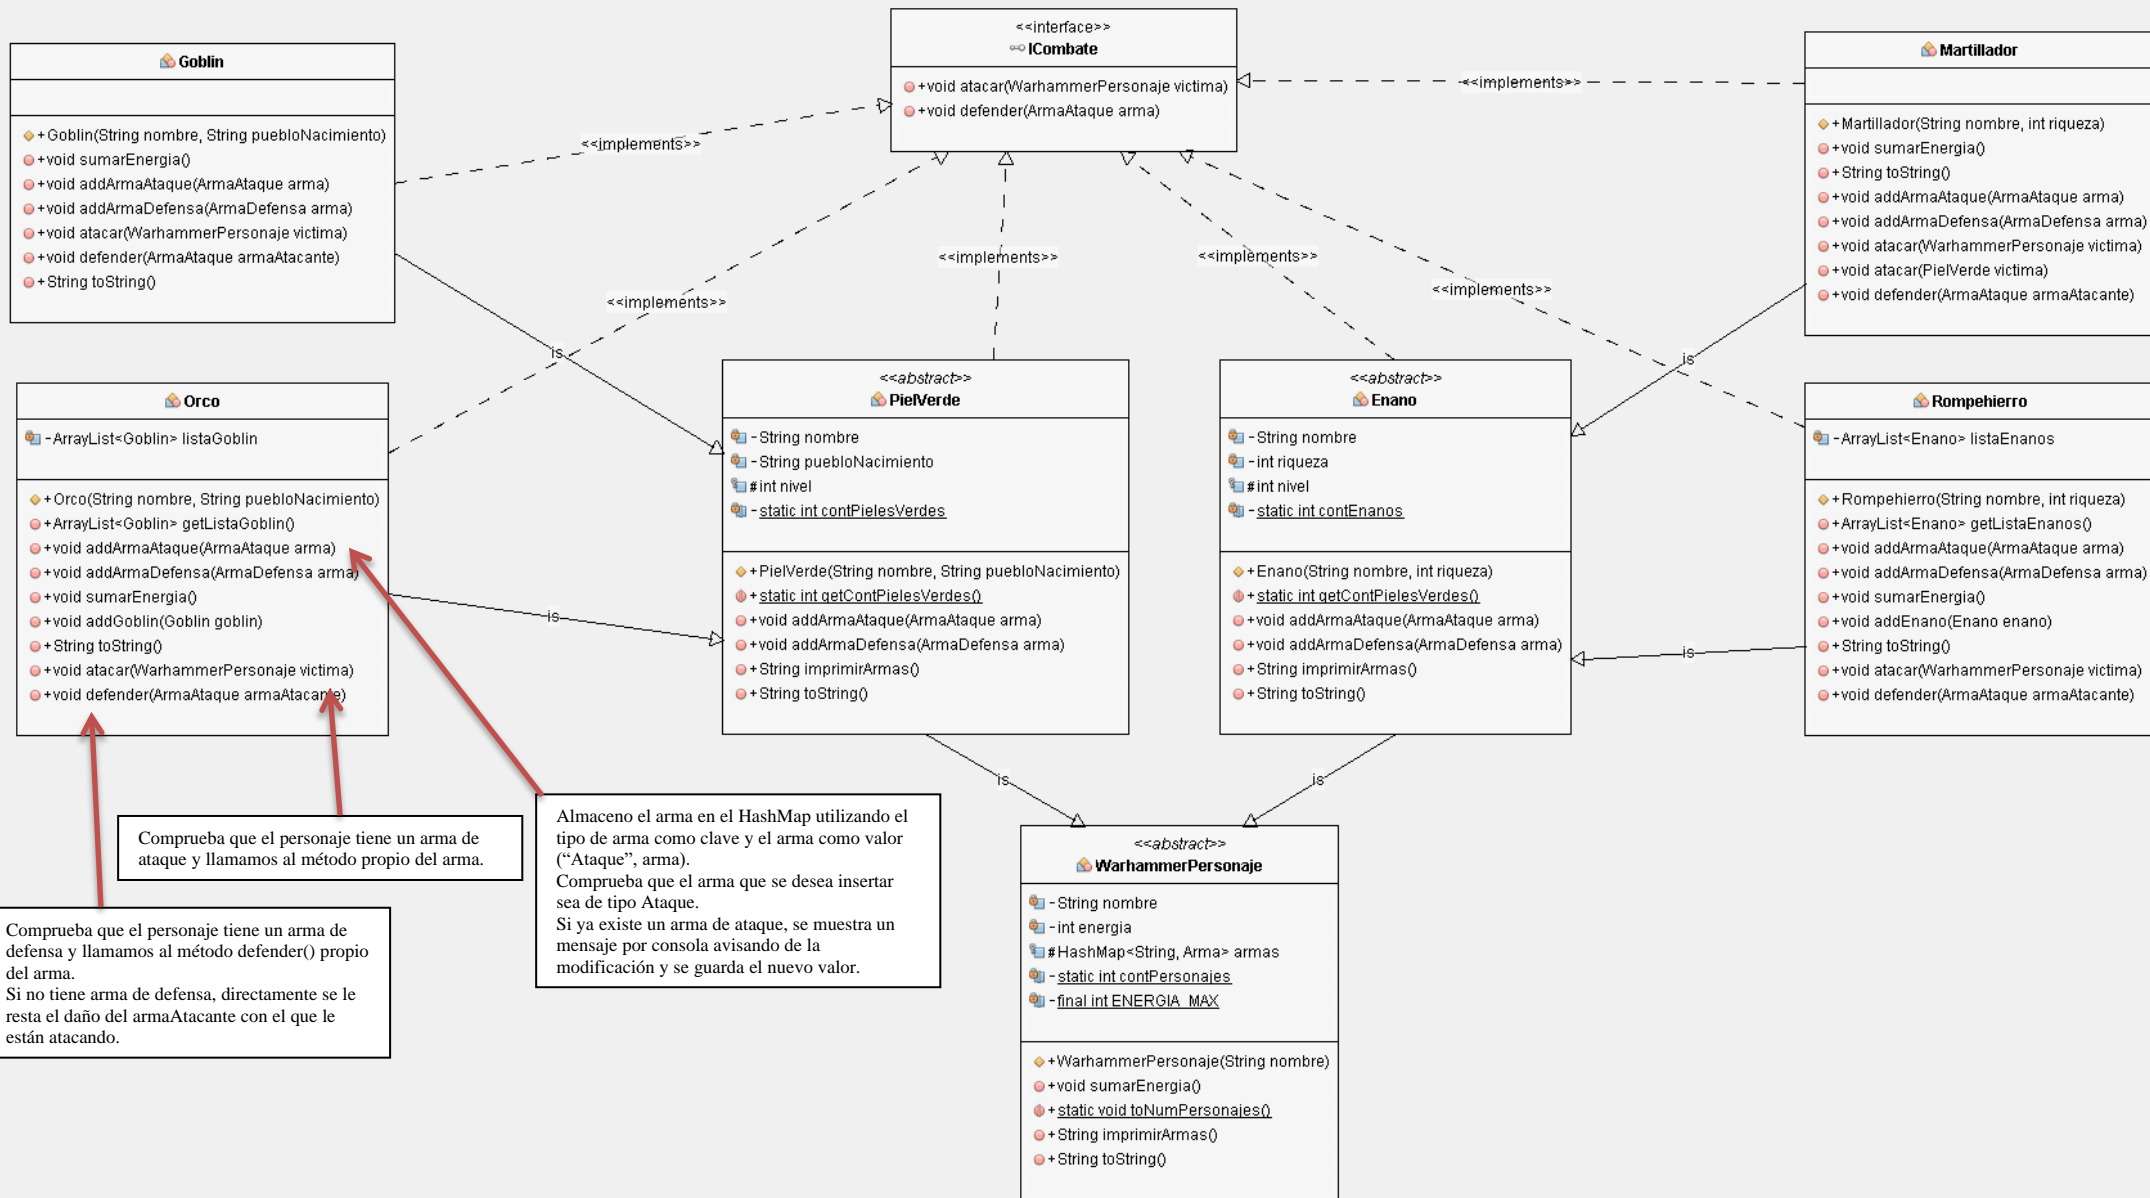 <<interface>>
ICombate
+void atacar(WarhammerPersonaje victima)
+void defender(ArmaAtaque arma)
Goblin
+Goblin(String nombre, String puebloNacimiento)
+void sumarEnergia()
+void addArmaAtaque(ArmaAtaque arma)
+void addArmaDefensa(ArmaDefensa arma)
+void atacar(WarhammerPersonaje victima)
+void defender(ArmaAtaque armaAtacante)
+String toString()
Martillador
+Martillador(String nombre, int riqueza)
+void sumarEnergia()
+String toString()
+void addArmaAtaque(ArmaAtaque arma)
+void addArmaDefensa(ArmaDefensa arma)
+void atacar(WarhammerPersonaje victima)
+void atacar(PielVerde victima)
+void defender(ArmaAtaque armaAtacante)
<<implements>>
<<implements>>
<<implements>>
<<implements>>
<<implements>>
<<implements>>
is
is
Orco
-ArrayList<Goblin> listaGoblin
+Orco(String nombre, String puebloNacimiento)
+ArrayList<Goblin> getListaGoblin()
+void addArmaAtaque(ArmaAtaque arma)
+void addArmaDefensa(ArmaDefensa arma)
+void sumarEnergia()
+void addGoblin(Goblin goblin)
+String toString()
+void atacar(WarhammerPersonaje victima)
+void defender(ArmaAtaque armaAtacante)
is
<<abstract>>
PielVerde
-String nombre
-String puebloNacimiento
#int nivel
-static int contPielesVerdes
+PielVerde(String nombre, String puebloNacimiento)
+static int getContPielesVerdes()
+void addArmaAtaque(ArmaAtaque arma)
+void addArmaDefensa(ArmaDefensa arma)
+String imprimirArmas()
+String toString()
<<abstract>>
Enano
-String nombre
-int riqueza
#int nivel
-static int contEnanos
+Enano(String nombre, int riqueza)
+static int getContPielesVerdes()
+void addArmaAtaque(ArmaAtaque arma)
+void addArmaDefensa(ArmaDefensa arma)
+String imprimirArmas()
+String toString()
is
Rompehierro
-ArrayList<Enano> listaEnanos
+Rompehierro(String nombre, int riqueza)
+ArrayList<Enano> getListaEnanos()
+void addArmaAtaque(ArmaAtaque arma)
+void addArmaDefensa(ArmaDefensa arma)
+void sumarEnergia()
+void addEnano(Enano enano)
+String toString()
+void atacar(WarhammerPersonaje victima)
+void defender(ArmaAtaque armaAtacante)
is
is
Comprueba que el personaje tiene un arma de
ataque y llamamos al método propio del arma.
Almaceno el arma en el HashMap utilizando el
tipo de arma como clave y el arma como valor
(“Ataque”, arma).
Comprueba que el arma que se desea insertar
sea de tipo Ataque.
Si ya existe un arma de ataque, se muestra un
mensaje por consola avisando de la
modificación y se guarda el nuevo valor.
Comprueba que el personaje tiene un arma de
defensa y llamamos al método defender() propio
del arma.
Si no tiene arma de defensa, directamente se le
resta el daño del armaAtacante con el que le
están atacando.
<<abstract>>
WarhammerPersonaje
-String nombre
-int energia
#HashMap<String, Arma> armas
-static int contPersonajes
-final int ENERGIA_MAX
+WarhammerPersonaje(String nombre)
+void sumarEnergia()
+static void toNumPersonajes()
+String imprimirArmas()
+String toString()